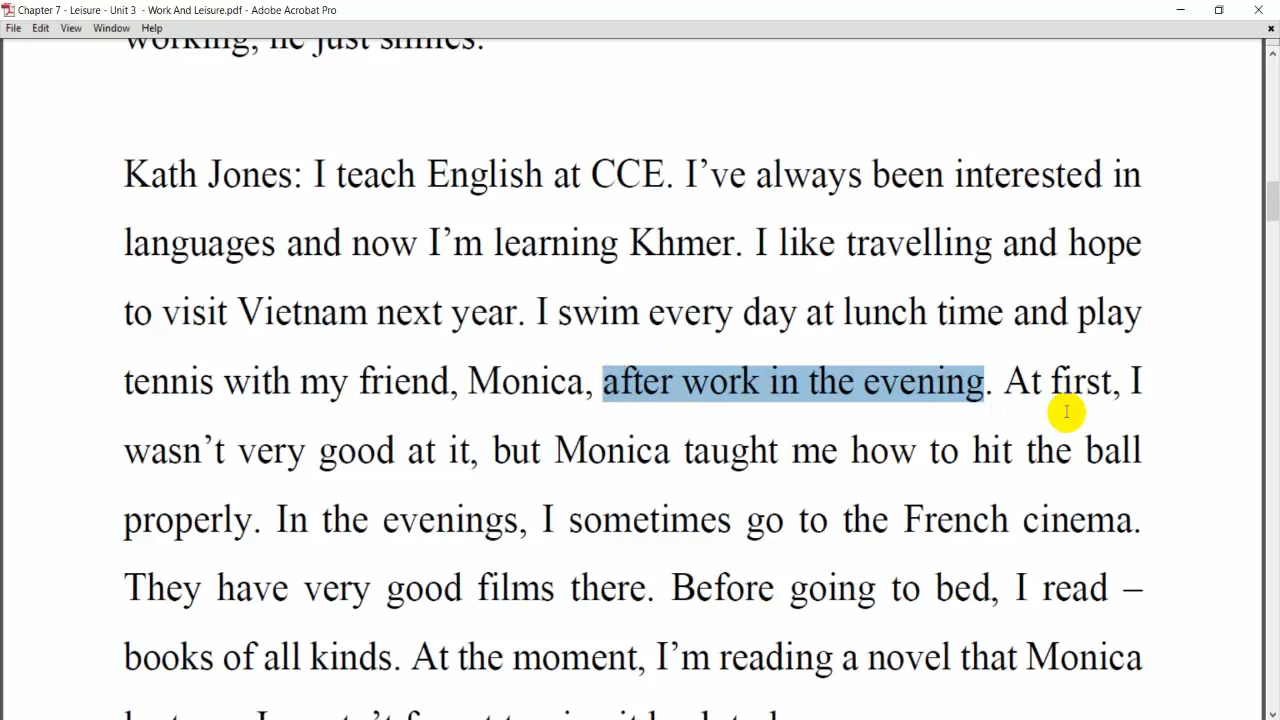 Chapter 7 - Leisure - Unit 3 - Work And Leisure.pdf - Adobe Acrobat Pro
File Edit View Window Help
working, he just smiles.
Kath Jones: I teach English at CCE. I’ve always been interested in
languages and now I’m learning Khmer. I like travelling and hope
to visit Vietnam next year. I swim every day at lunch time and play
tennis with my friend, Monica, after work in the evening. At first, I
wasn’t very good at it, but Monica taught me how to hit the ball
properly. In the evenings, I sometimes go to the French cinema.
They have very good films there. Before going to bed, I read –
books of all kinds. At the moment, I’m reading a novel that Monica